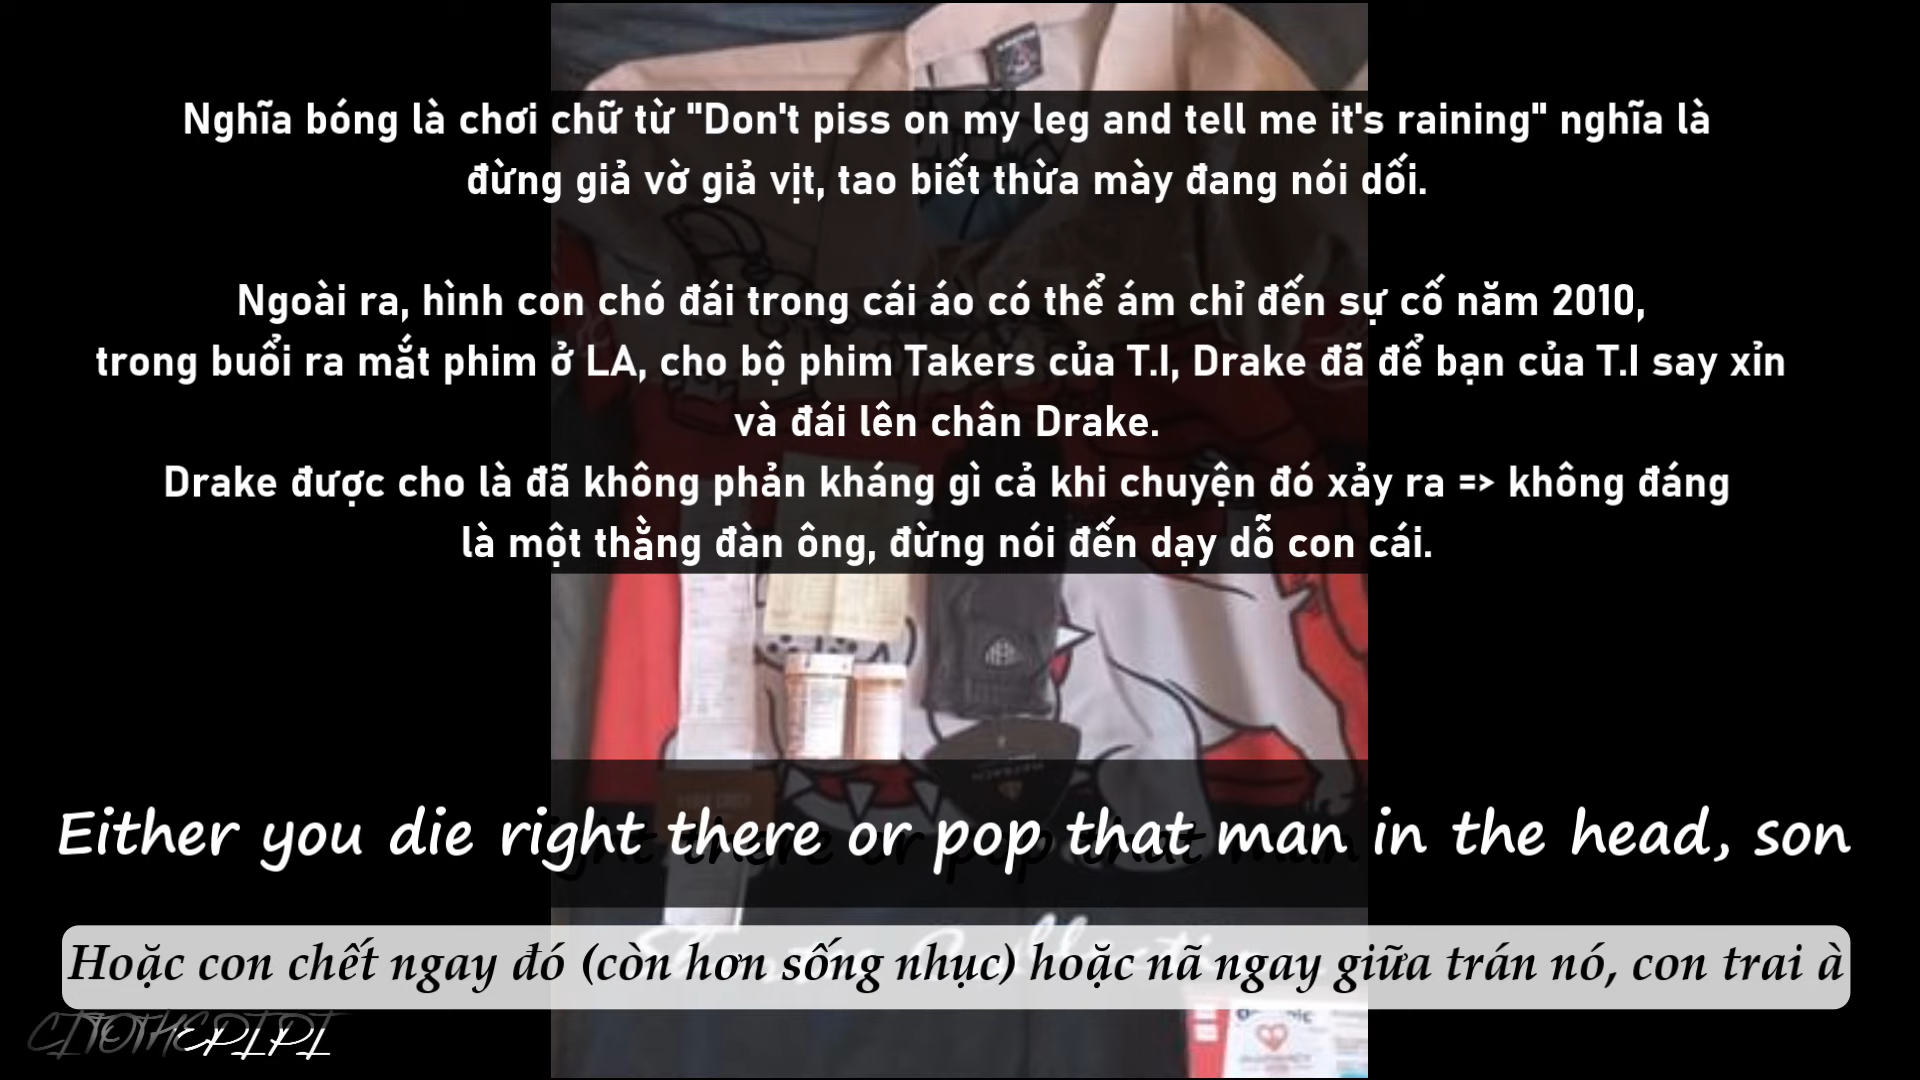 Nghĩa bóng là chơi chữ từ "Don't piss on my leg and tell me it's raining" nghĩa là
đừng giả vờ giả vịt, tao biết thừa mày đang nói dối.
Ngoài ra, hình con chó đái trong cái áo có thể ám chỉ đến sự cố năm 2010,
trong buổi ra mắt phim ở LA, cho bộ phim Takers của T.I, Drake đã để bạn của T.I say xỉn
và đái lên chân Drake.
Drake được cho là đã không phản kháng gì cả khi chuyện đó xảy ra => không đáng
là một thằng đàn ông, đừng nói đến dạy dỗ con cái.
Either you die right there or pop that man in the head, son
Hoặc con chết ngay đó (còn hơn sống nhục) hoặc nã ngay giữa trán nó, con trai à
CITOTHEPIPI